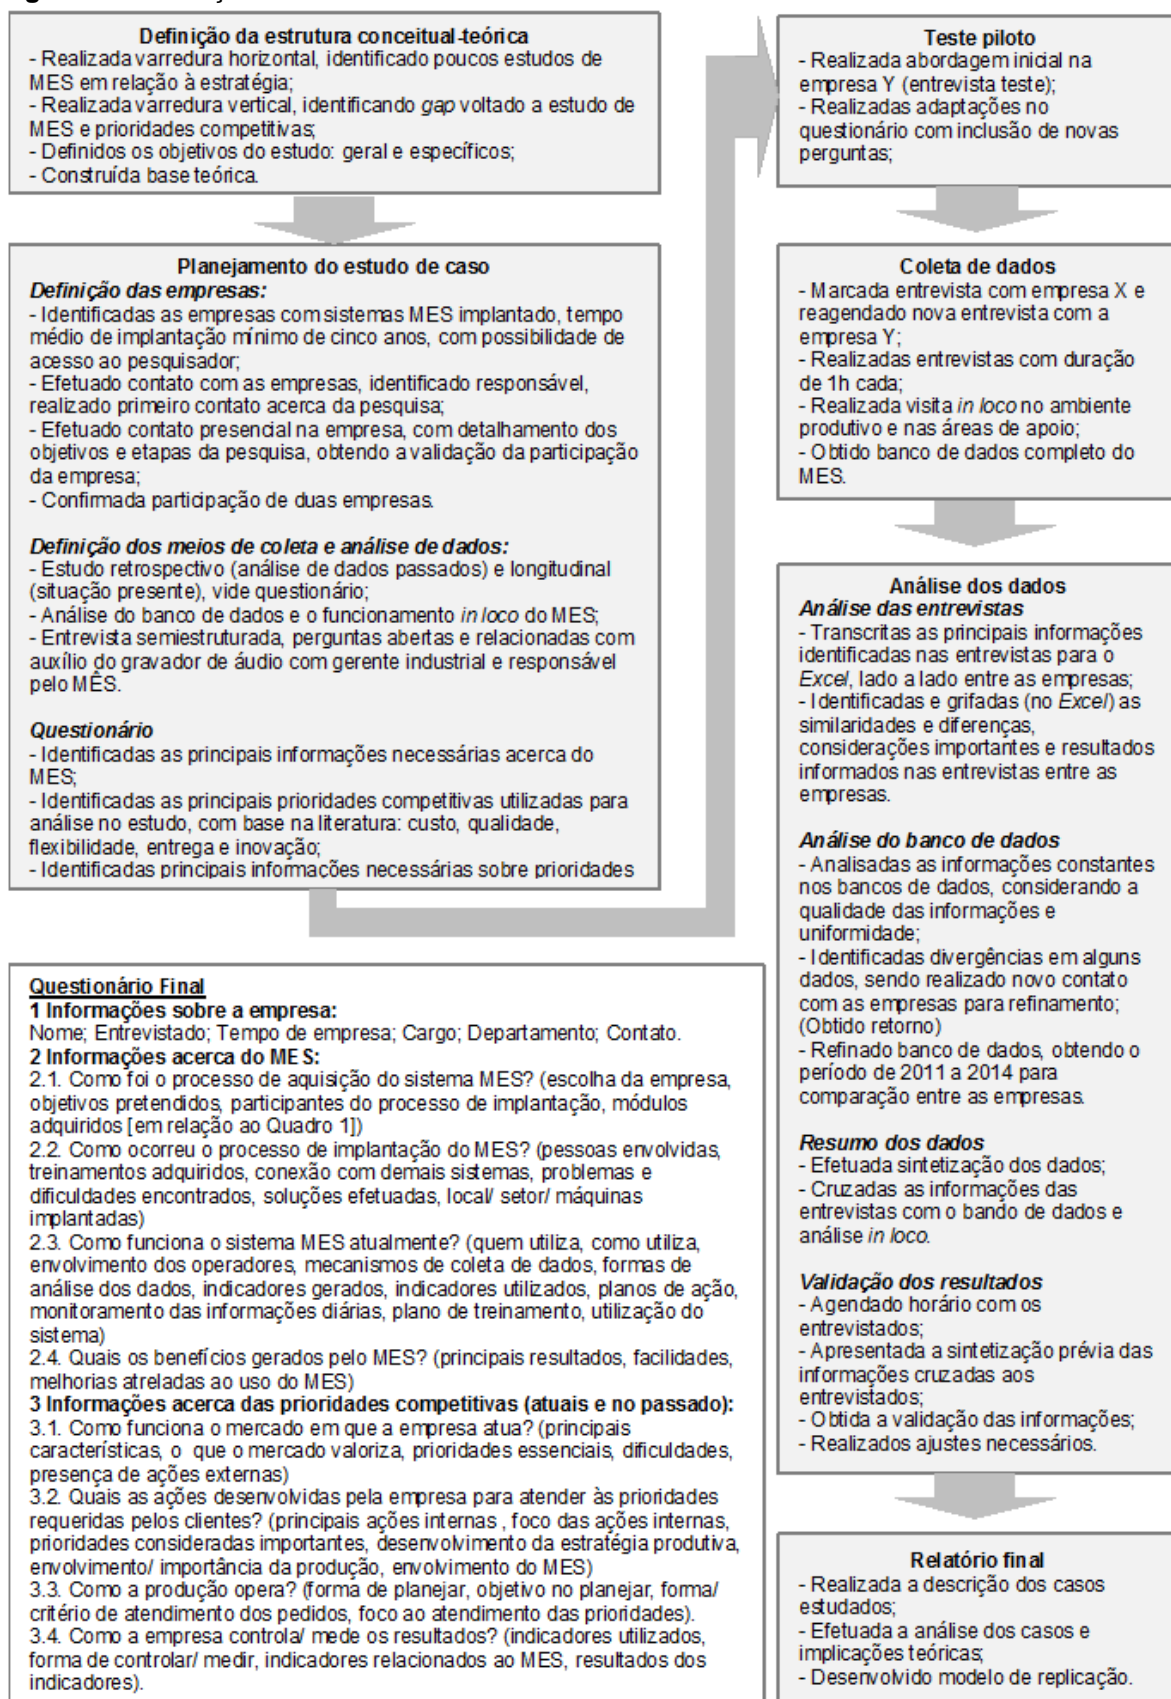 Definição da estrutura conceitual-teórica
- Realizada varredura horizontal, identificado poucos estudos de
MES em relação à estratégia;
- Realizada varredura vertical, identificando gap voltado a estudo de
MES e prioridades competitivas;
- Definidos os objetivos do estudo: geral e específicos;
- Construída base teórica.
Planejamento do estudo de caso
Definição das empresas:
- Identificadas as empresas com sistemas MES implantado, tempo
médio de implantação mínimo de cinco anos, com possibilidade de
acesso ao pesquisador;
- Efetuado contato com as empresas, identificado responsável,
realizado primeiro contato acerca da pesquisa;
- Efetuado contato presencial na empresa, com detalhamento dos
objetivos e etapas da pesquisa, obtendo a validação da participação
da empresa;
- Confirmada participação de duas empresas.
Definição dos meios de coleta e análise de dados:
- Estudo retrospectivo (análise de dados passados) e longitudinal
(situação presente), vide questionário;
- Análise do banco de dados e o funcionamento in loco do MES;
- Entrevista semiestruturada, perguntas abertas e relacionadas com
auxílio do gravador de áudio com gerente industrial e responsável
pelo MÊS.
Questionário
- Identificadas as principais informações necessárias acerca do
MES;
- Identificadas as principais prioridades competitivas utilizadas para
análise no estudo, com base na literatura: custo, qualidade,
flexibilidade, entrega e inovação;
- Identificadas principais informações necessárias sobre prioridades
Questionário Final
1 Informações sobre a empresa:
Nome; Entrevistado; Tempo de empresa; Cargo; Departamento; Contato.
2 Informações acerca do MES:
2.1. Como foi o processo de aquisição do sistema MES? (escolha da empresa,
objetivos pretendidos, participantes do processo de implantação, módulos
adquiridos [em relação ao Quadro 1])
2.2. Como ocorreu o processo de implantação do MES? (pessoas envolvidas,
treinamentos adquiridos, conexão com demais sistemas, problemas e
dificuldades encontrados, soluções efetuadas, local/ setor/ máquinas
implantadas)
2.3. Como funciona o sistema MES atualmente? (quem utiliza, como utiliza,
envolvimento dos operadores, mecanismos de coleta de dados, formas de
análise dos dados, indicadores gerados, indicadores utilizados, planos de ação,
monitoramento das informações diárias, plano de treinamento, utilização do
sistema)
2.4. Quais os benefícios gerados pelo MES? (principais resultados, facilidades,
melhorias atreladas ao uso do MES)
3 Informações acerca das prioridades competitivas (atuais e no passado):
3.1. Como funciona o mercado em que a empresa atua? (principais
características, o que o mercado valoriza, prioridades essenciais, dificuldades,
presença de ações externas)
3.2. Quais as ações desenvolvidas pela empresa para atender às prioridades
requeridas pelos clientes? (principais ações internas , foco das ações internas,
prioridades consideradas importantes, desenvolvimento da estratégia produtiva,
envolvimento/ importância da produção, envolvimento do MES)
3.3. Como a produção opera? (forma de planejar, objetivo no planejar, forma/
critério de atendimento dos pedidos, foco ao atendimento das prioridades).
3.4. Como a empresa controla/ mede os resultados? (indicadores utilizados,
forma de controlar/ medir, indicadores relacionados ao MES, resultados dos
indicadores).
Teste piloto
- Realizada abordagem inicial na
empresa Y (entrevista teste);
- Realizadas adaptações no
questionário com inclusão de novas
perguntas;
Coleta de dados
- Marcada entrevista com empresa X e
reagendado nova entrevista com a
empresa Y;
- Realizadas entrevistas com duração
de 1h cada;
- Realizada visita in loco no ambiente
produtivo e nas áreas de apoio;
- Obtido banco de dados completo do
MES.
Análise dos dados
Análise das entrevistas
- Transcritas as principais informações
identificadas nas entrevistas para o
Excel, lado a lado entre as empresas;
- Identificadas e grifadas (no Excel) as
similaridades e diferenças,
considerações importantes e resultados
informados nas entrevistas entre as
empresas.
Análise do banco de dados
- Analisadas as informações constantes
nos bancos de dados, considerando a
qualidade das informações e
uniformidade;
- Identificadas divergências em alguns
dados, sendo realizado novo contato
com as empresas para refinamento;
(Obtido retorno)
- Refinado banco de dados, obtendo o
período de 2011 a 2014 para
comparação entre as empresas.
Resumo dos dados
- Efetuada sintetização dos dados;
- Cruzadas as informações das
entrevistas com o bando de dados e
análise in loco.
Validação dos resultados
- Agendado horário com os
entrevistados;
- Apresentada a sintetização prévia das
informações cruzadas aos
entrevistados;
- Obtida a validação das informações;
- Realizados ajustes necessários.
Relatório final
- Realizada a descrição dos casos
estudados;
- Efetuada a análise dos casos e
implicações teóricas;
- Desenvolvido modelo de replicação.